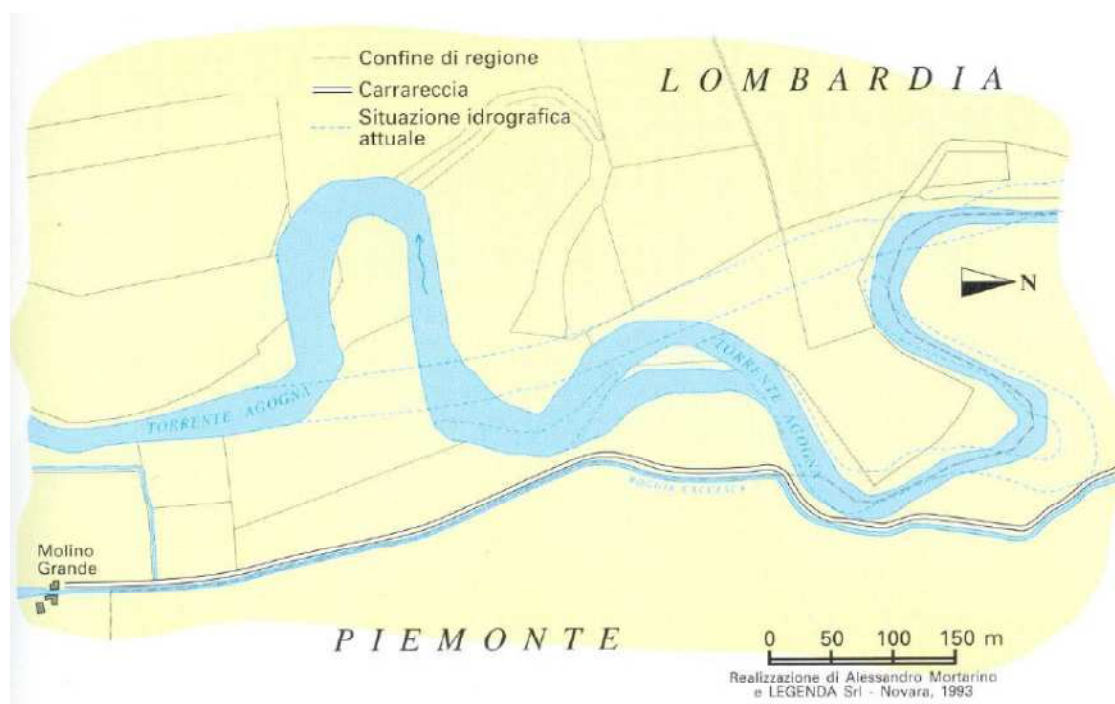 Confine di regione
Carrareccia
Situazione idrografica
attuale
LOMBARDIA
N
TORRENTE AGOGNA
TORRENTE AGOGNA
Molino
Grande
PIEMONTE
0 50 100 150 m
Realizzazione di Alessandro Mortarino
e LEGENDA Srl - Novara, 1993